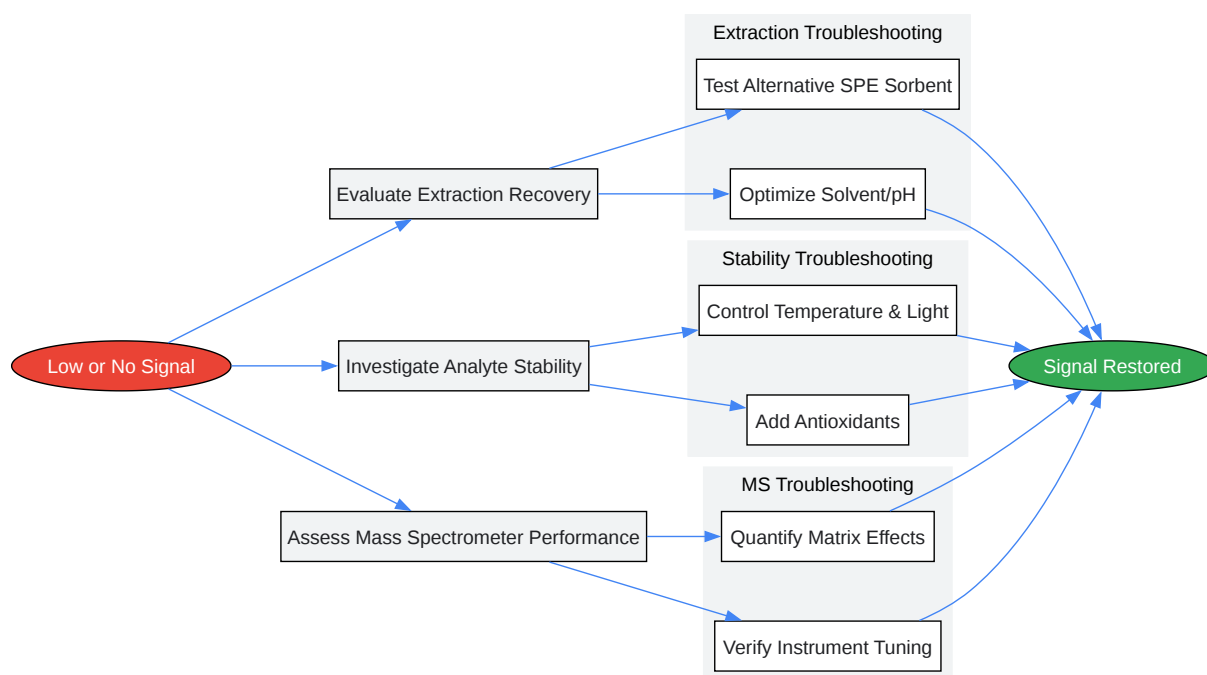 Extraction Troubleshooting
Test Alternative SPE Sorbent
Evaluate Extraction Recovery
Optimize Solvent/pH
Stability Troubleshooting
Control Temperature & Light
Low or No Signal
Investigate Analyte Stability
Signal Restored
Add Antioxidants
MS Troubleshooting
Assess Mass Spectrometer Performance
Quantify Matrix Effects
Verify Instrument Tuning